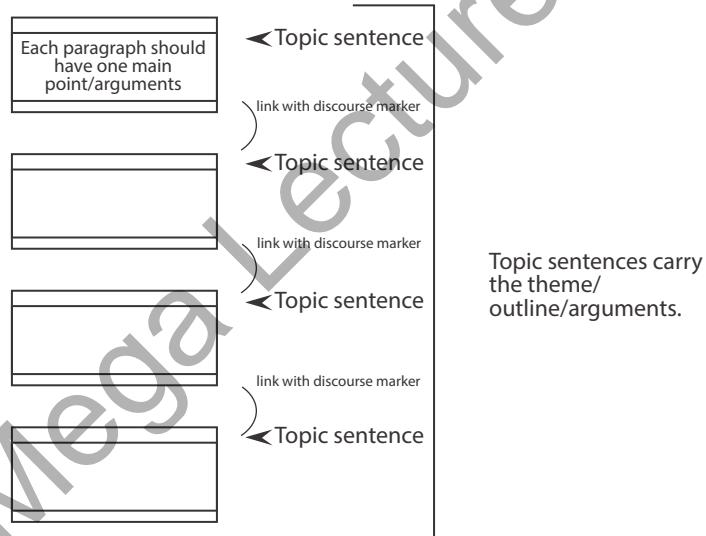 Each paragraph should
have one main
point/arguments
Topic sentence
link with discourse marker
Topic sentence
link with discourse marker
Topic sentence
link with discourse marker
Topic sentence
Topic sentences carry
the theme/
outline/arguments.
Mega Lecture